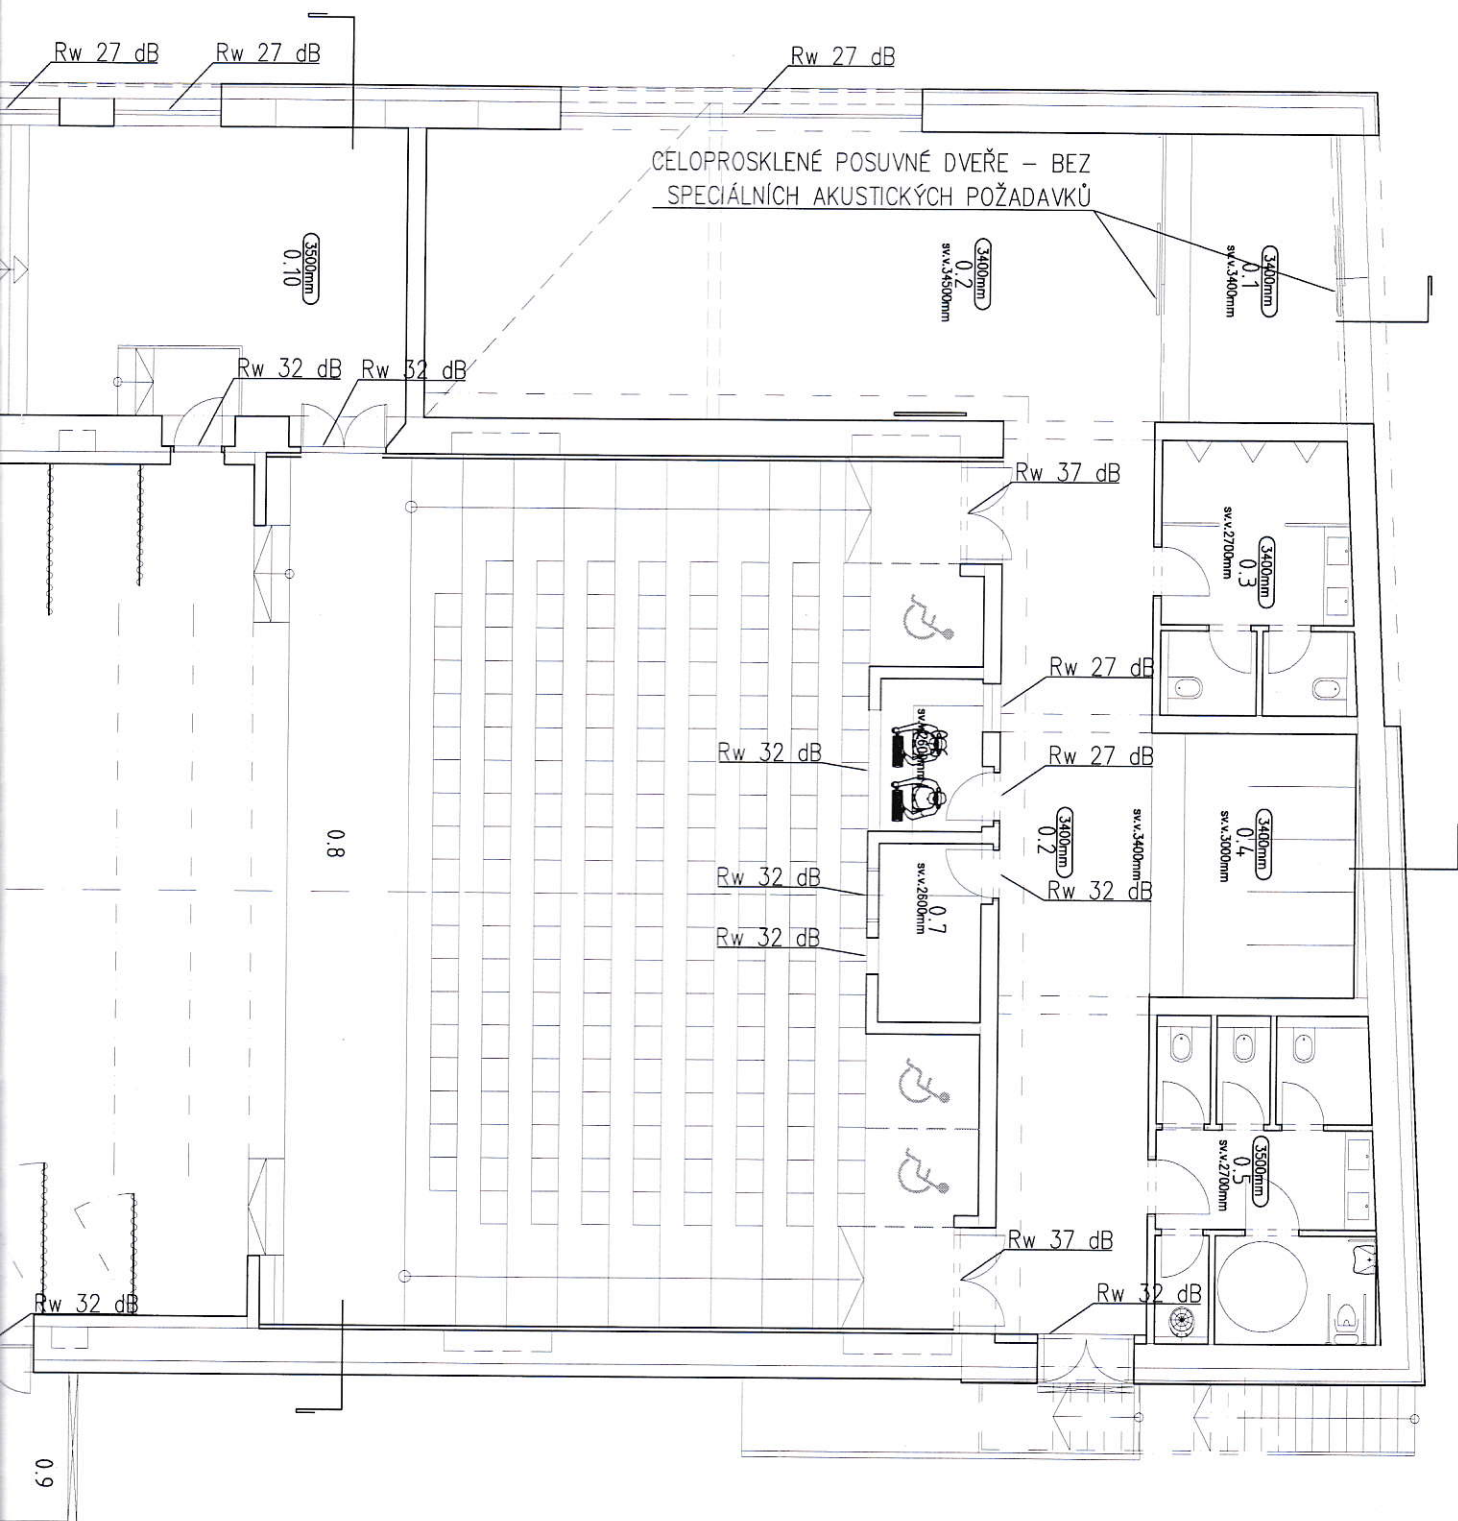 Rw 27 dB
Rw 27 dB
Rw 27 dB
CELOPROSKLENÉ POSUVNÉ DVEŘE – BEZ
SPECIÁLNÍCH AKUSTICKÝCH POŽADAVKŮ
3500mm
0.10
3400mm
0.2
sv.v.34500mm
3400mm
0.1
sv.v.3400mm
Rw 32 dB
Rw 32 dB
Rw 37 dB
3400mm
0.3
sv.v.2700mm
Rw 27 dB
sv.v.2600mm
Rw 32 dB
Rw 27 dB
0.8
3400mm
0.2
sv.v.3400mm
3400mm
0.4
sv.v.3000mm
Rw 32 dB
Rw 32 dB
0.7
sv.v.2600mm
Rw 32 dB
3500mm
0.5
sv.v.2700mm
Rw 37 dB
Rw 32 dB
Rw 32 dB
0.9